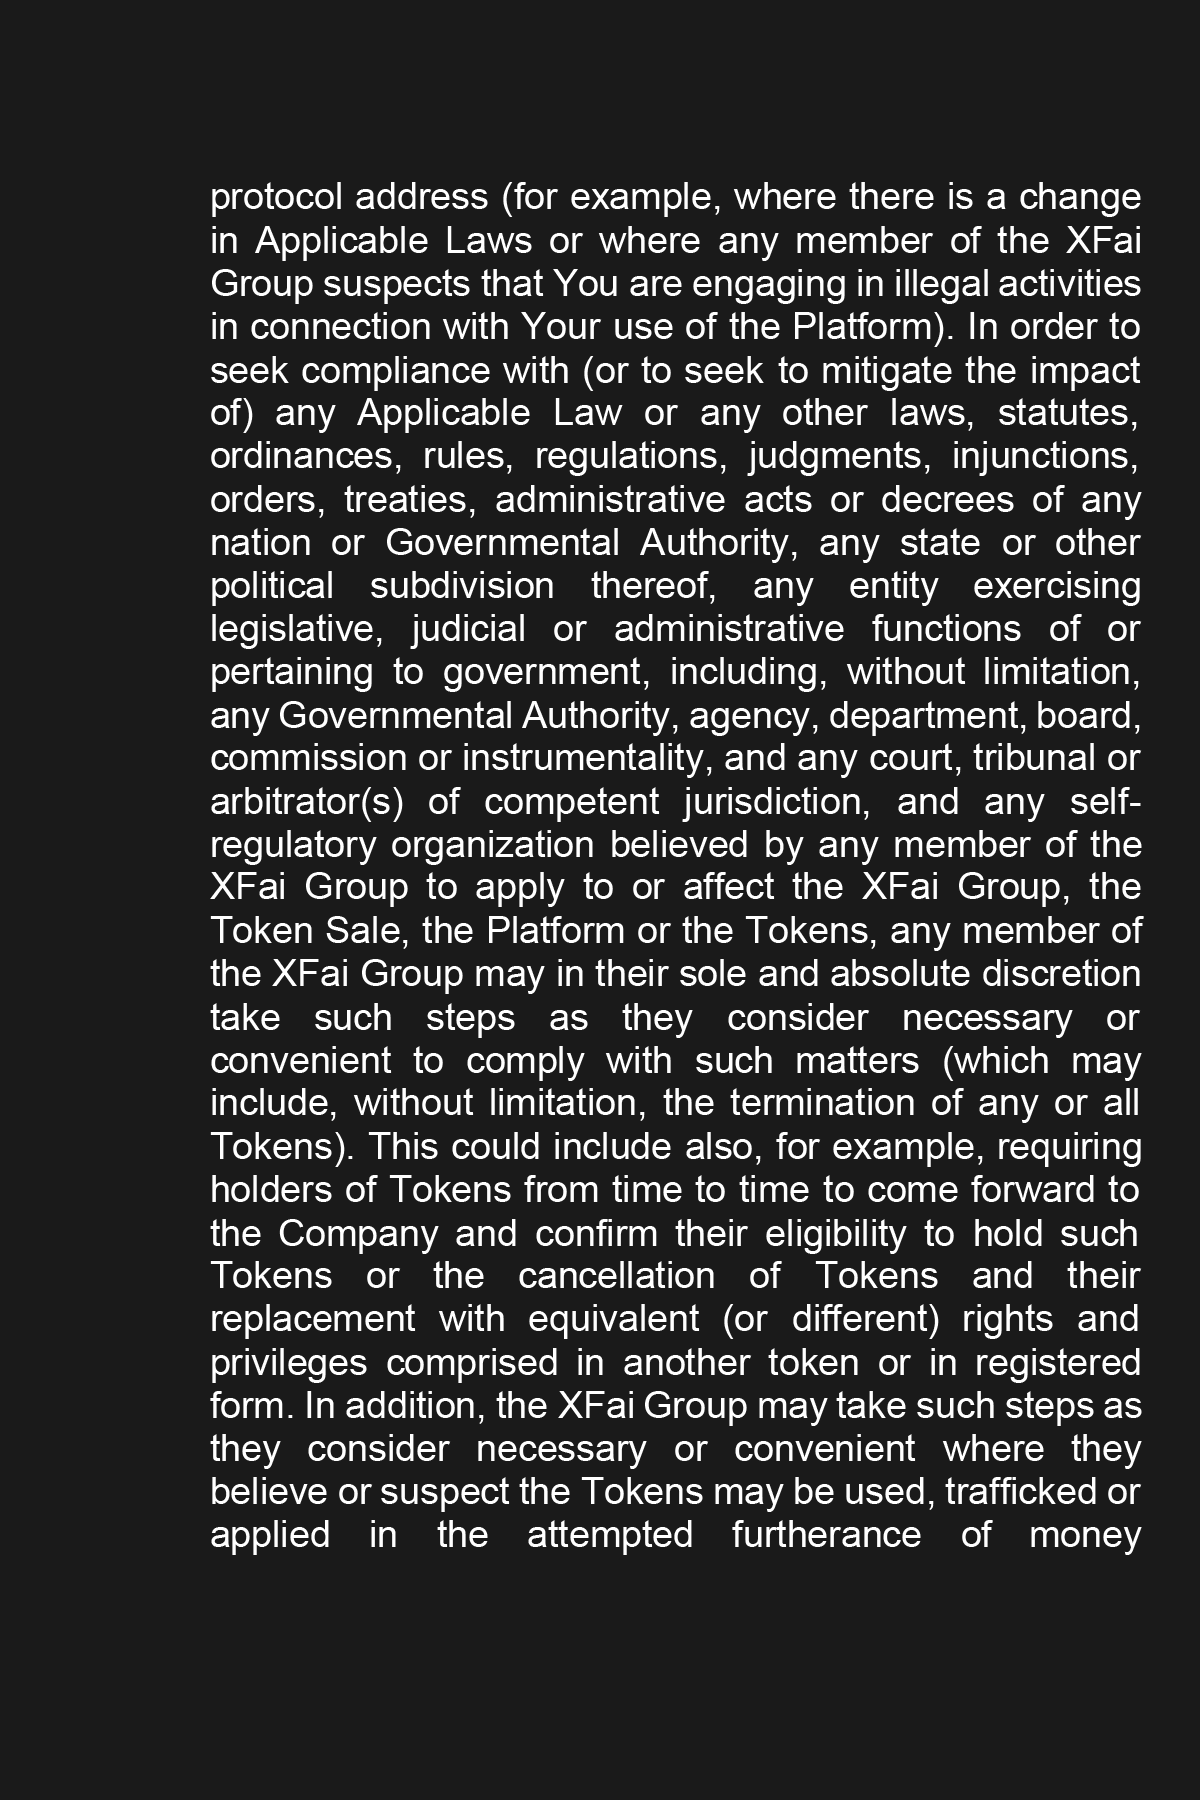 protocol address (for example, where there is a change
in Applicable Laws or where any member of the XFai
Group suspects that You are engaging in illegal activities
in connection with Your use of the Platform). In order to
seek compliance with (or to seek to mitigate the impact
of) any Applicable Law or any other laws, statutes,
ordinances, rules, regulations, judgments, injunctions,
orders, treaties, administrative acts or decrees of any
nation or Governmental Authority, any state or other
political subdivision thereof, any entity exercising
legislative, judicial or administrative functions of or
pertaining to government, including, without limitation,
any Governmental Authority, agency, department, board,
commission or instrumentality, and any court, tribunal or
arbitrator(s) of competent jurisdiction, and any self-
regulatory organization believed by any member of the
XFai Group to apply to or affect the XFai Group, the
Token Sale, the Platform or the Tokens, any member of
the XFai Group may in their sole and absolute discretion
take such steps as they consider necessary or
convenient to comply with such matters (which may
include, without limitation, the termination of any or all
Tokens). This could include also, for example, requiring
holders of Tokens from time to time to come forward to
the Company and confirm their eligibility to hold such
Tokens or the cancellation of Tokens and their
replacement with equivalent (or different) rights and
privileges comprised in another token or in registered
form. In addition, the XFai Group may take such steps as
they consider necessary or convenient where they
believe or suspect the Tokens may be used, trafficked or
applied in the attempted furtherance of money